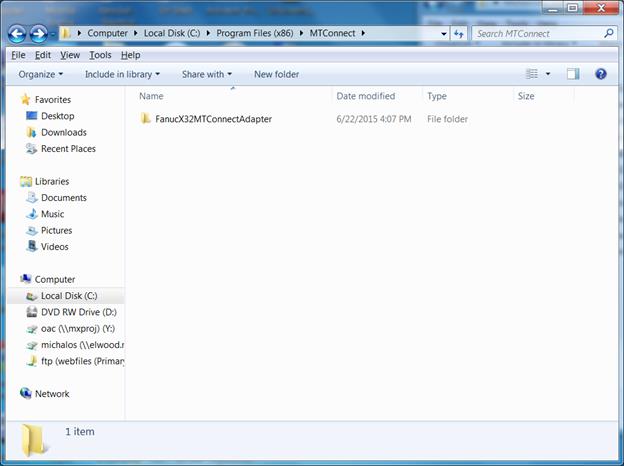 Computer ▸ Local Disk (C:) ▸ Program Files (x86) ▸ MTConnect ▸
Search MTConnect
File Edit View Tools Help
Organize Include in library Share with New folder
Name Date modified Type Size
FanucX32MTConnectAdapter 6/22/2015 4:07 PM File folder
Favorites
Desktop
Downloads
Recent Places
Libraries
Documents
Music
Pictures
Videos
Computer
Local Disk (C:)
DVD RW Drive (D:)
oac (\\mxproj) (Y:)
michalos (\\elwood.n
ftp (webfiles (Primary
Network
1 item